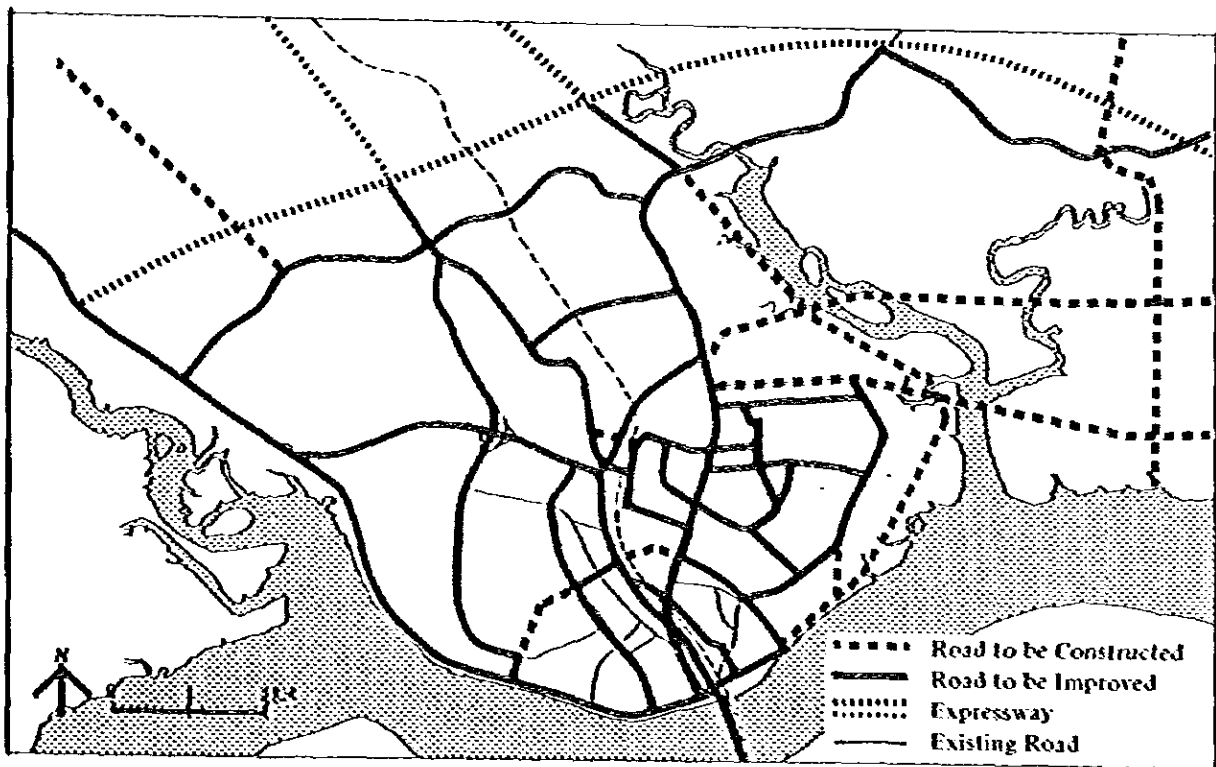 N
Road to be Constructed
Road to be Improved
Expressway
Existing Road